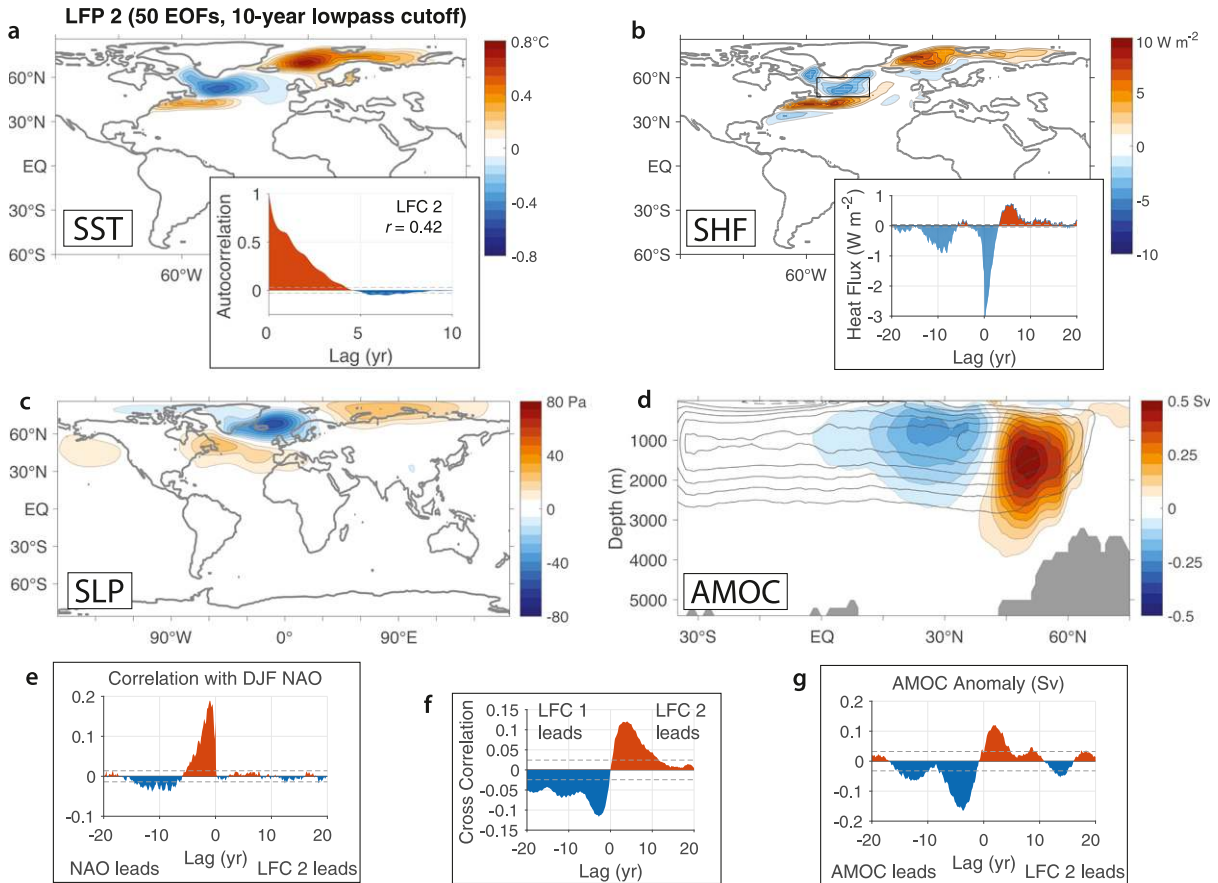 LFP 2 (50 EOFs, 10-year lowpass cutoff)
a
0.8°C
0.4
0
-0.4
-0.8
60°N
30°N
EQ
30°S
60°S
60°W
SST
LFC 2
r = 0.42
Autocorrelation
1
0.5
0
0
5
10
Lag (yr)
b
10 W m-2
5
0
-5
-10
60°N
30°N
EQ
30°S
60°S
60°W
SHF
Heat Flux (W m-2)
1
0
-1
-2
-3
-20
-10
0
10
20
Lag (yr)
c
80 Pa
40
20
0
-20
-40
-80
60°N
30°N
EQ
30°S
60°S
90°W
0°
90°E
SLP
d
0.5 Sv
0.25
0
-0.25
-0.5
Depth (m)
1000
2000
3000
4000
5000
30°S
EQ
30°N
60°N
AMOC
e
Correlation with DJF NAO
0.2
0.1
0
-0.1
-20
-10
0
10
20
NAO leads
Lag (yr)
LFC 2 leads
f
Cross Correlation
0.15
0.1
0.05
0
-0.05
-0.1
-0.15
LFC 1
leads
LFC 2
leads
-20
-10
0
10
20
Lag (yr)
g
AMOC Anomaly (Sv)
0.2
0.1
0
0.1
0.2
-20
-10
0
10
20
AMOC leads
Lag (yr)
LFC 2 leads